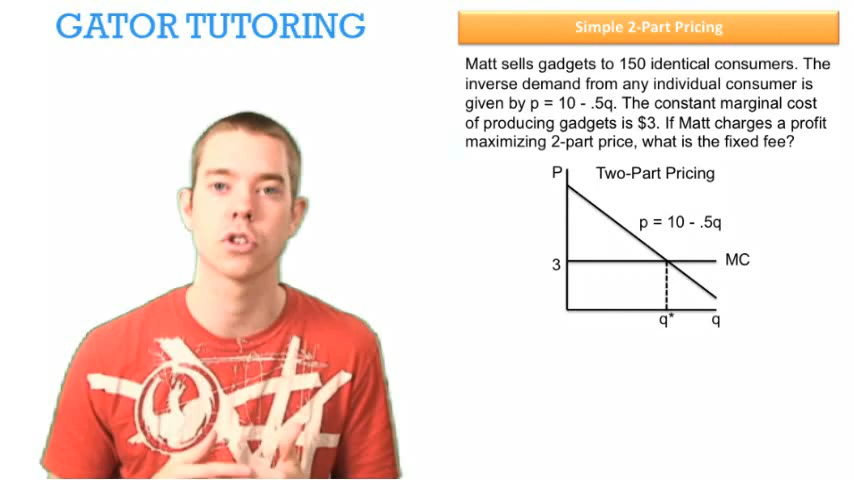 GATOR TUTORING
Simple 2-Part Pricing
Matt sells gadgets to 150 identical consumers. The
inverse demand from any individual consumer is
given by p = 10 - .5q. The constant marginal cost
of producing gadgets is $3. If Matt charges a profit
maximizing 2-part price, what is the fixed fee?
P
Two-Part Pricing
p = 10 - .5q
MC
3
q*
q